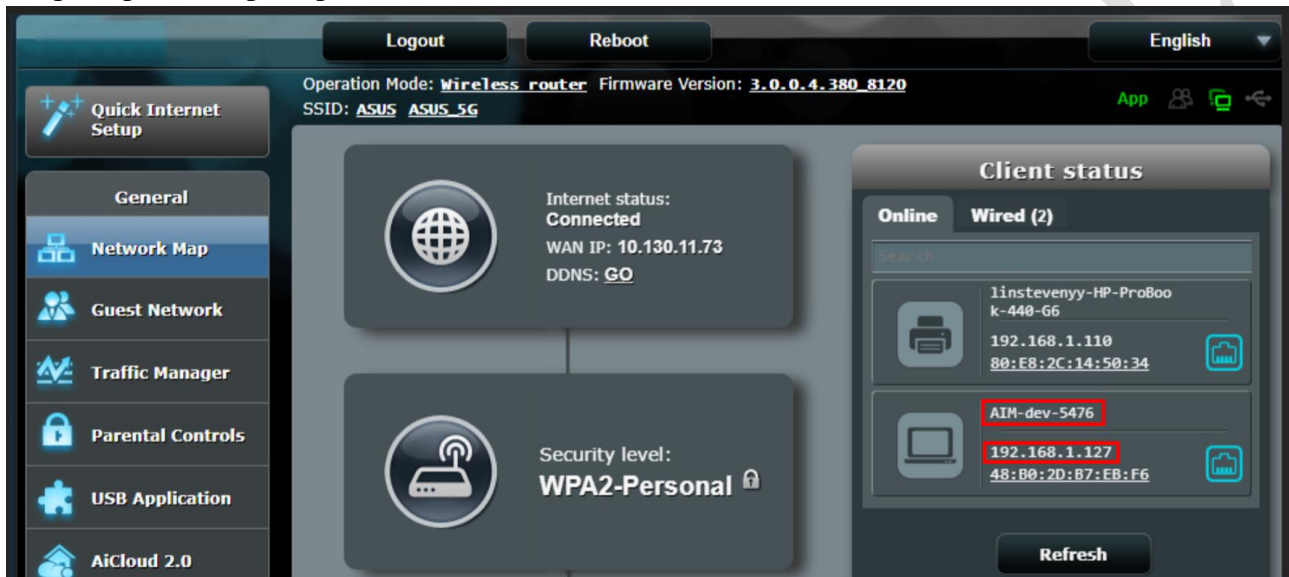 Logout
Reboot
English
Operation Mode: Wireless router Firmware Version: 3.0.0.4.380_8120
SSID: ASUS ASUS_5G
App
Quick Internet
Setup
General
Network Map
Guest Network
Traffic Manager
Parental Controls
USB Application
AiCloud 2.0
Internet status:
Connected
WAN IP: 10.130.11.73
DDNS: GO
Security level:
WPA2-Personal
Client status
Online Wired (2)
Search
linstevenyy-HP-ProBoo
k-440-G6
192.168.1.110
80:E8:2C:14:50:34
AIM-dev-5476
192.168.1.127
48:B0:2D:B7:EB:F6
Refresh